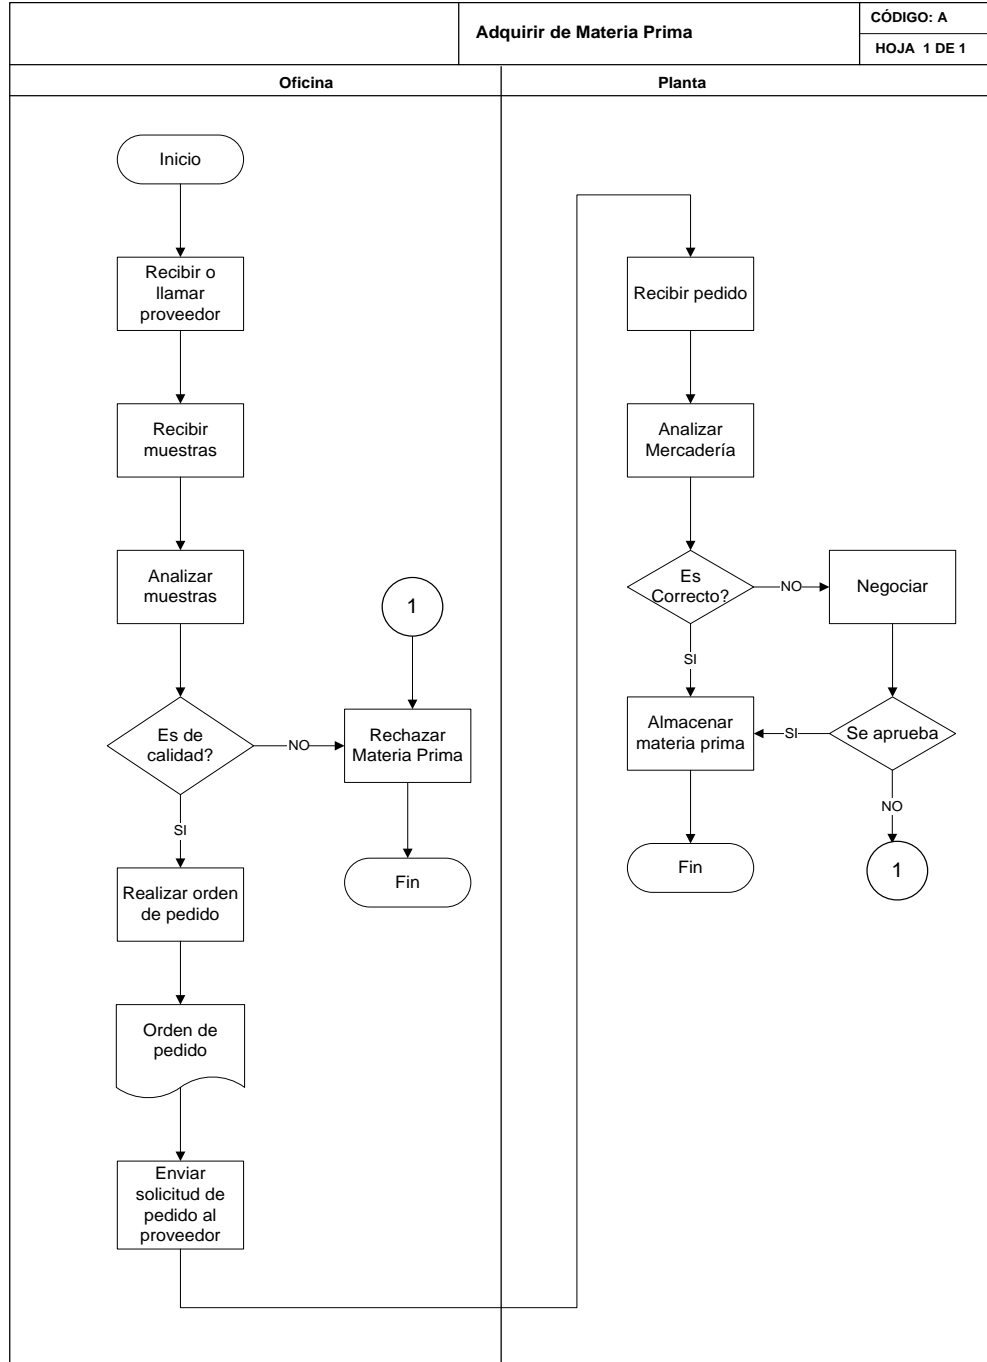 Adquirir de Materia Prima
CÓDIGO: A
HOJA 1 DE 1
Oficina
Planta
Inicio
Recibir o
llamar
proveedor
Recibir
muestras
Analizar
muestras
1
Es de
calidad?
NO
Rechazar
Materia Prima
SI
Fin
Realizar orden
de pedido
Orden de
pedido
Enviar
solicitud de
pedido al
proveedor
Recibir pedido
Analizar
Mercadería
Es
Correcto?
NO
Negociar
SI
Almacenar
materia prima
SI
Se aprueba
NO
Fin
1